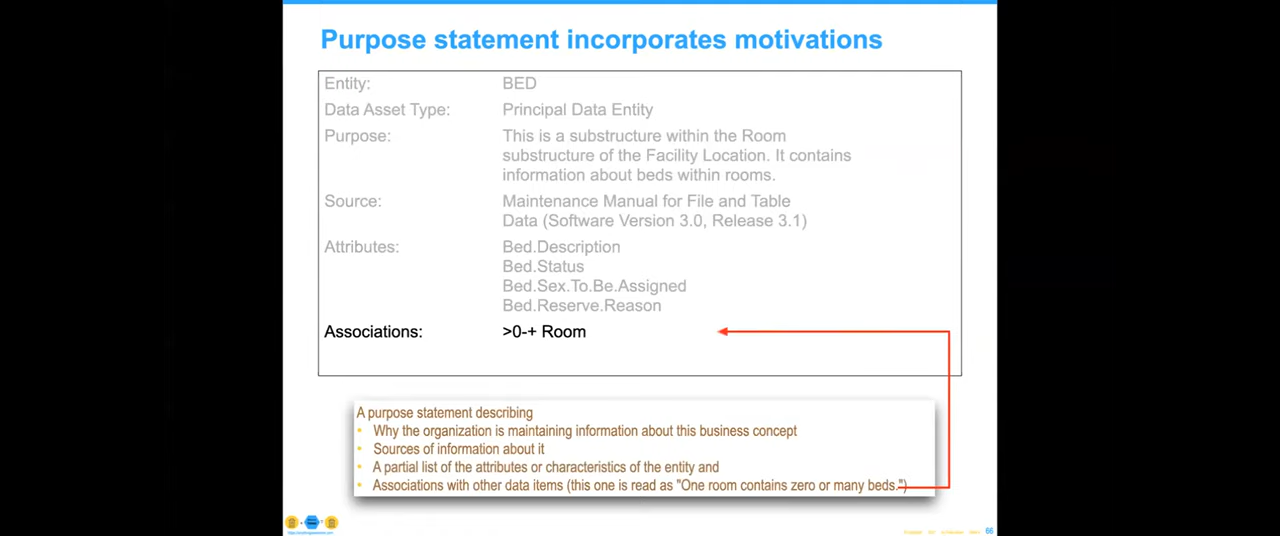 Purpose statement incorporates motivations
Entity: BED
Data Asset Type: Principal Data Entity
Purpose: This is a substructure within the Room
substructure of the Facility Location. It contains
information about beds within rooms.
Source: Maintenance Manual for File and Table
Data (Software Version 3.0, Release 3.1)
Attributes: Bed.Description
Bed.Status
Bed.Sex.To.Be.Assigned
Bed.Reserve.Reason
Associations: >0-+ Room
A purpose statement describing
• Why the organization is maintaining information about this business concept
• Sources of information about it
• A partial list of the attributes or characteristics of the entity and
• Associations with other data items (this one is read as "One room contains zero or many beds.")
66